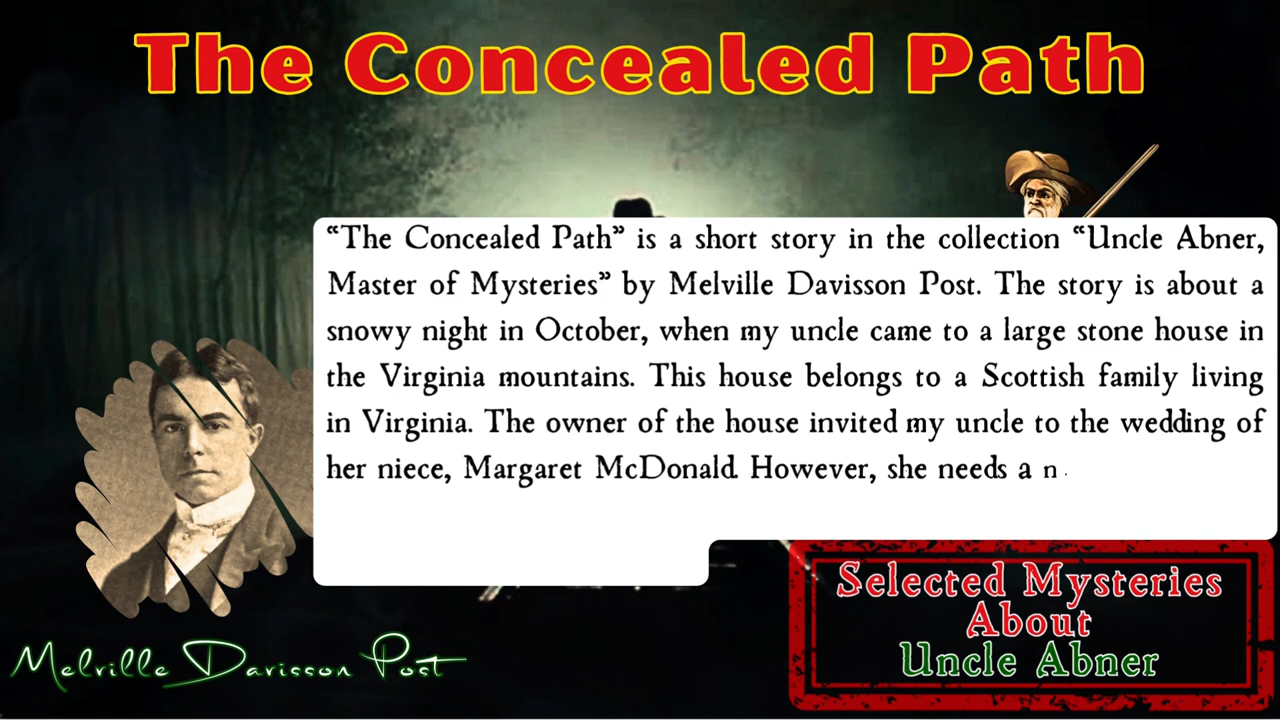 The Concealed Path
“The Concealed Path” is a short story in the collection “Uncle Abner,
Master of Mysteries” by Melville Davisson Post. The story is about a
snowy night in October, when my uncle came to a large stone house in
the Virginia mountains. This house belongs to a Scottish family living
in Virginia. The owner of the house invited my uncle to the wedding of
her niece, Margaret McDonald. However, she needs a n
Melville Davisson Post
Selected Mysteries
About
Uncle Abner